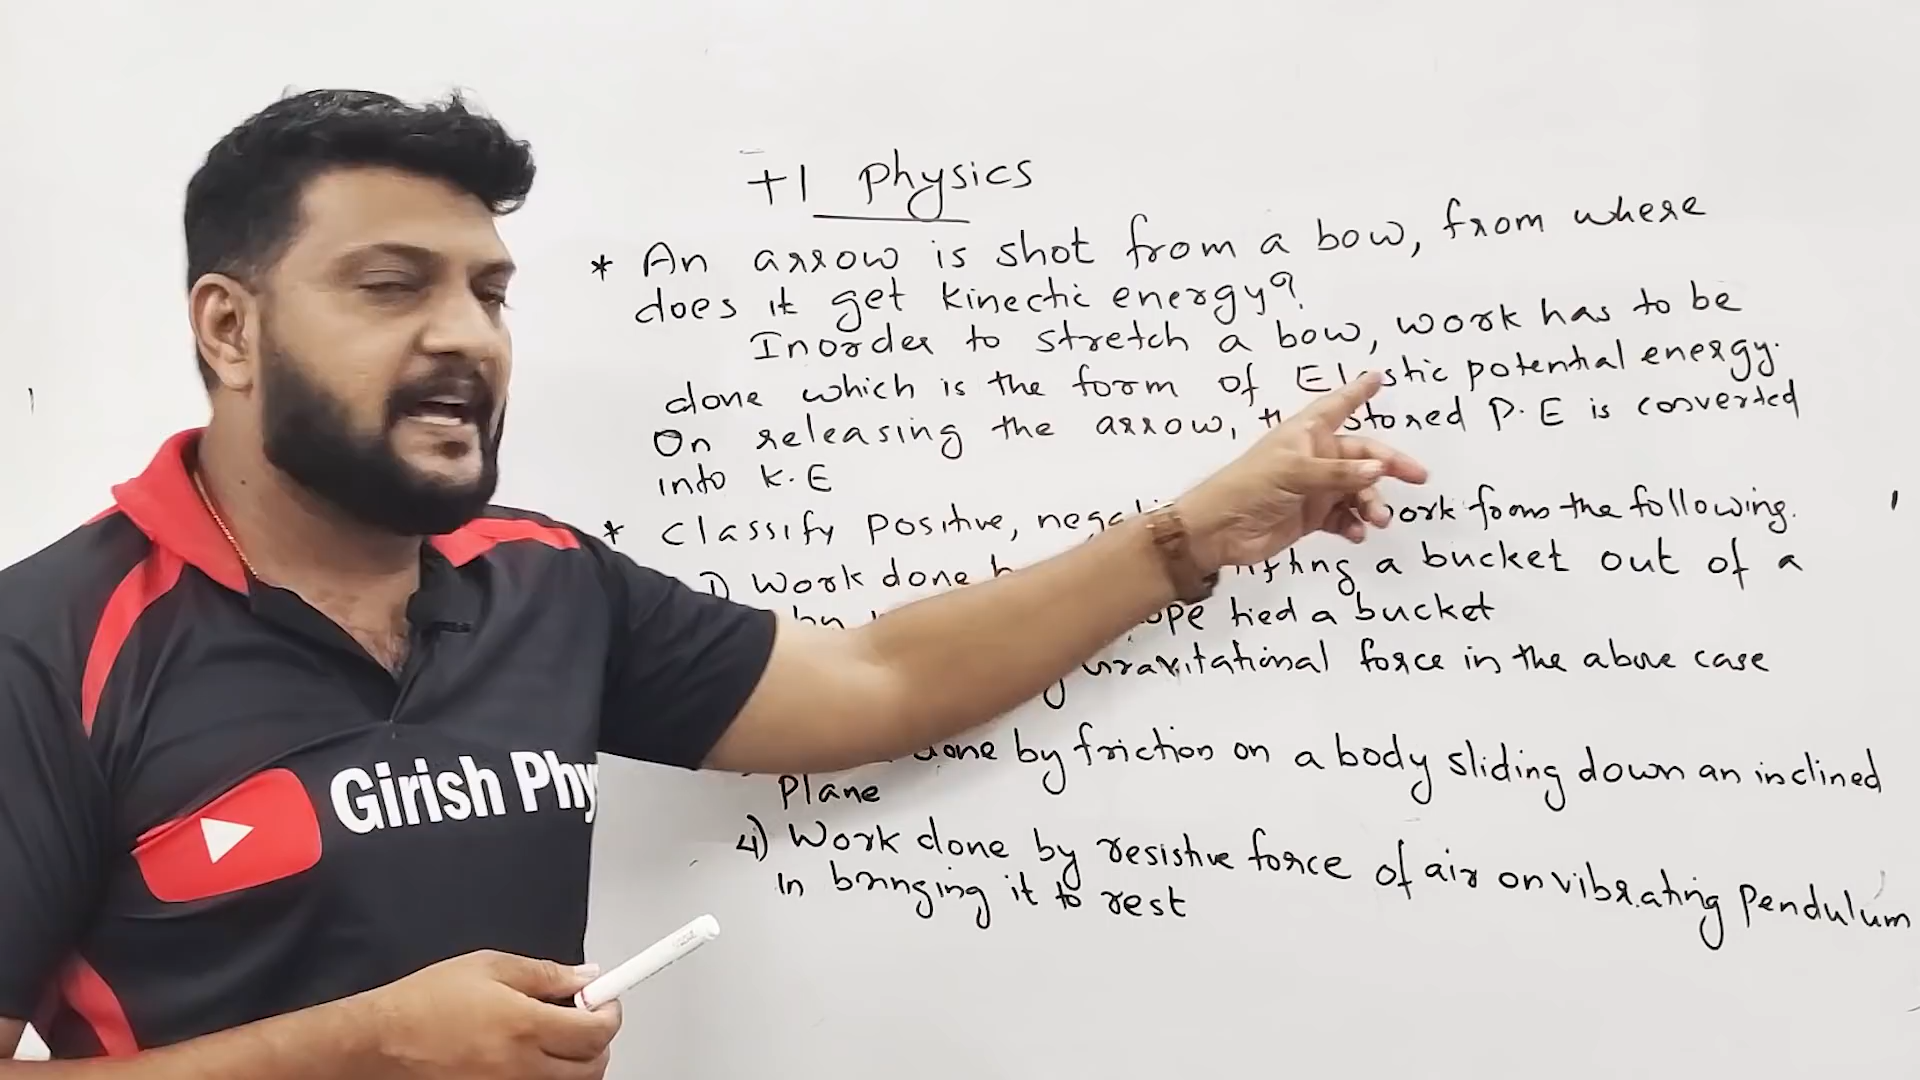 +1 Physics
* An arrow is shot from a bow, from where
does it get kinectic energy?
Inorder to stretch a bow, work has to be
done which is the form of Elastic potential energy.
On releasing the arrow, the stored P.E is converted
into K.E
* Classify positive, work from the following.
1) Work done a bucket out of a
tied a bucket
Gravitational force in the above case
done by friction on a body sliding down an inclined
Plane
4) Work done by resistive force of air on vibrating Pendulum
in bringing it to rest
Girish Phy